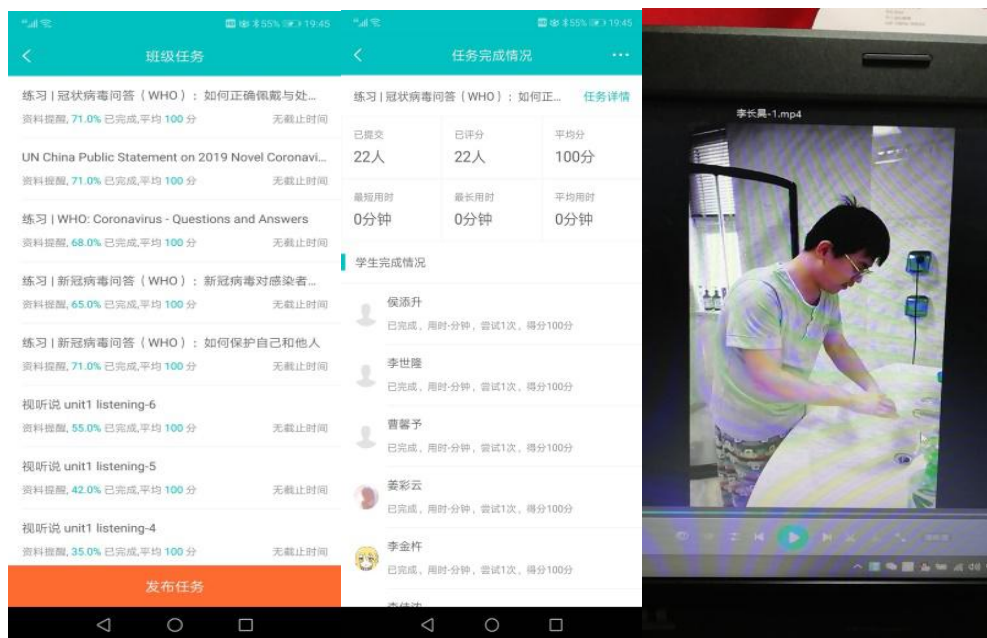 55% 19:45
班级任务
练习 | 冠状病毒问答（WHO）：如何正确佩戴与处...
资料提醒, 71.0% 已完成,平均 100 分 无截止时间
UN China Public Statement on 2019 Novel Coronavi...
资料提醒, 71.0% 已完成,平均 100 分 无截止时间
练习 | WHO: Coronavirus - Questions and Answers
资料提醒, 68.0% 已完成,平均 100 分 无截止时间
练习 | 新冠病毒问答（WHO）：新冠病毒对感染者...
资料提醒, 65.0% 已完成,平均 100 分 无截止时间
练习 | 新冠病毒问答（WHO）：如何保护自己和他人
资料提醒, 71.0% 已完成,平均 100 分 无截止时间
视听说 unit1 listening-6
资料提醒, 55.0% 已完成,平均 100 分 无截止时间
视听说 unit1 listening-5
资料提醒, 42.0% 已完成,平均 100 分 无截止时间
视听说 unit1 listening-4
资料提醒, 35.0% 已完成,平均 100 分 无截止时间
发布任务
55% 19:45
任务完成情况
练习 | 冠状病毒问答（WHO）：如何正... 任务详情
已提交 已评分 平均分
22人 22人 100分
最短用时 最长用时 平均用时
0分钟 0分钟 0分钟
学生完成情况
侯添升
已完成，用时-分钟，尝试1次，得分100分
李世隆
已完成，用时-分钟，尝试1次，得分100分
曹馨予
已完成，用时-分钟，尝试1次，得分100分
姜彩云
已完成，用时-分钟，尝试1次，得分100分
李金杵
已完成，用时-分钟，尝试1次，得分100分
李长昊-1.mp4